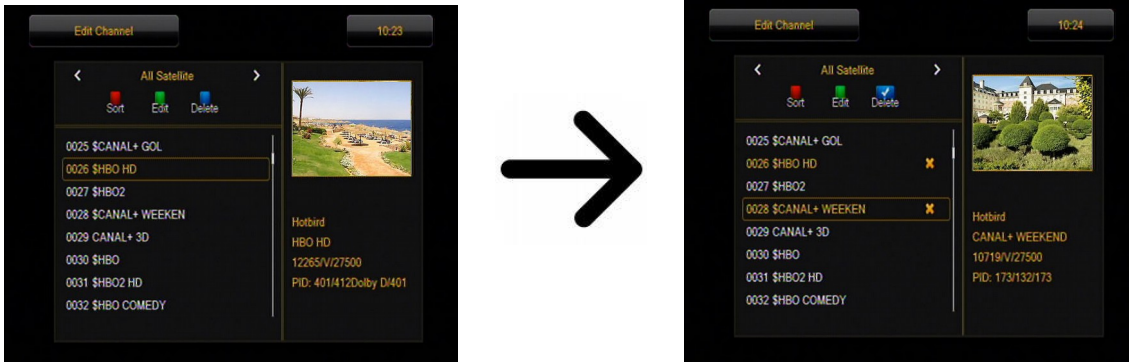 Edit Channel
10:23
All Satellite
Sort Edit Delete
0025 $CANAL+ GOL
0026 $HBO HD
0027 $HBO2
0028 $CANAL+ WEEKEN
0029 CANAL+ 3D
0030 $HBO
0031 $HBO2 HD
0032 $HBO COMEDY
Hotbird
HBO HD
12265/V/27500
PID: 401/412Dolby D/401
Edit Channel
10:24
All Satellite
Sort Edit Delete
0025 $CANAL+ GOL
0026 $HBO HD
0027 $HBO2
0028 $CANAL+ WEEKEN
0029 CANAL+ 3D
0030 $HBO
0031 $HBO2 HD
0032 $HBO COMEDY
Hotbird
CANAL+ WEEKEND
10719/V/27500
PID: 173/132/173